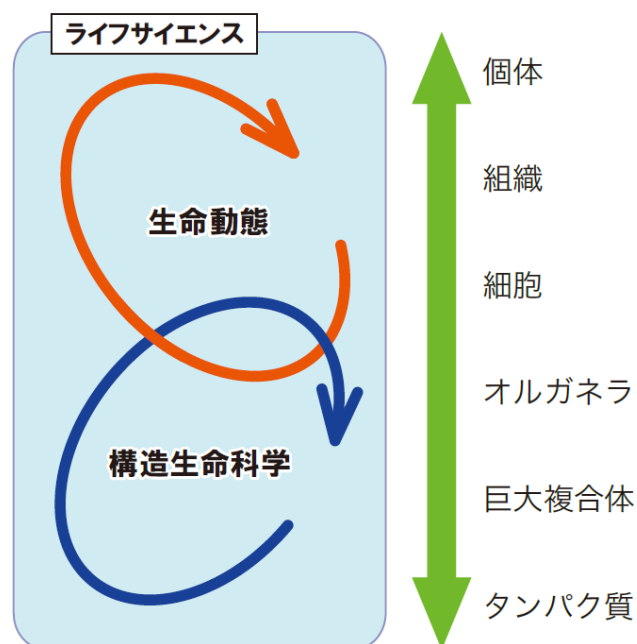 ライフサイエンス
生命動態
構造生命科学
個体
組織
細胞
オルガネラ
巨大複合体
タンパク質